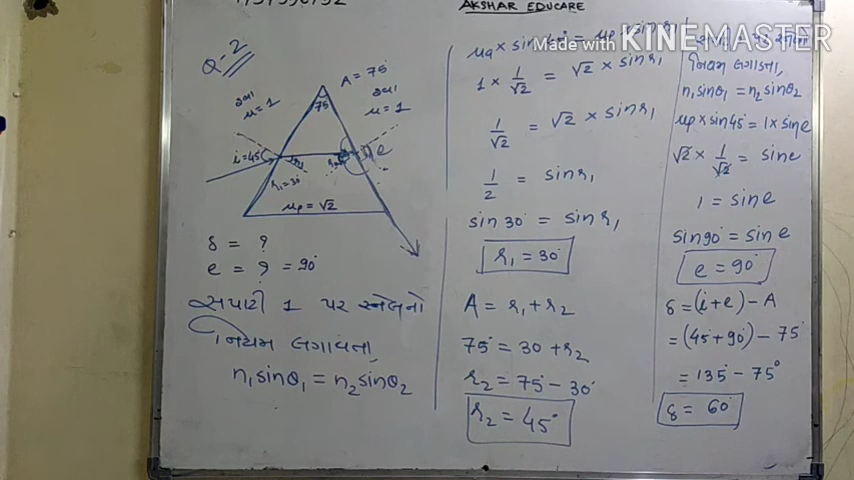 AKSHAR EDUCARE
Made with KINEMASTER
Q-2
A = 75°
75°
હવા
μ = 1
હવા
μ = 1
i = 45°
r₁
r₂
e
r₁ = 30°
μp = √2
δ = ?
e = ? = 90°
સપાટી 1 પર સ્નેલનો
નિયમ લગાવતા
n₁ sinθ₁ = n₂ sinθ₂
1 × 1/√2 = √2 × sin r₁
1/√2 = √2 × sin r₁
1/2 = sin r₁
sin 30° = sin r₁
r₁ = 30°
A = r₁ + r₂
75° = 30 + r₂
r₂ = 75° - 30°
r₂ = 45°
નિયમ લગાવતા,
n₁ sinθ₁ = n₂ sinθ₂
μp × sin 45° = 1 × sin e
√2 × 1/√2 = sin e
1 = sin e
sin 90° = sin e
e = 90°
δ = (i + e) - A
= (45 + 90°) - 75°
= 135° - 75°
δ = 60°